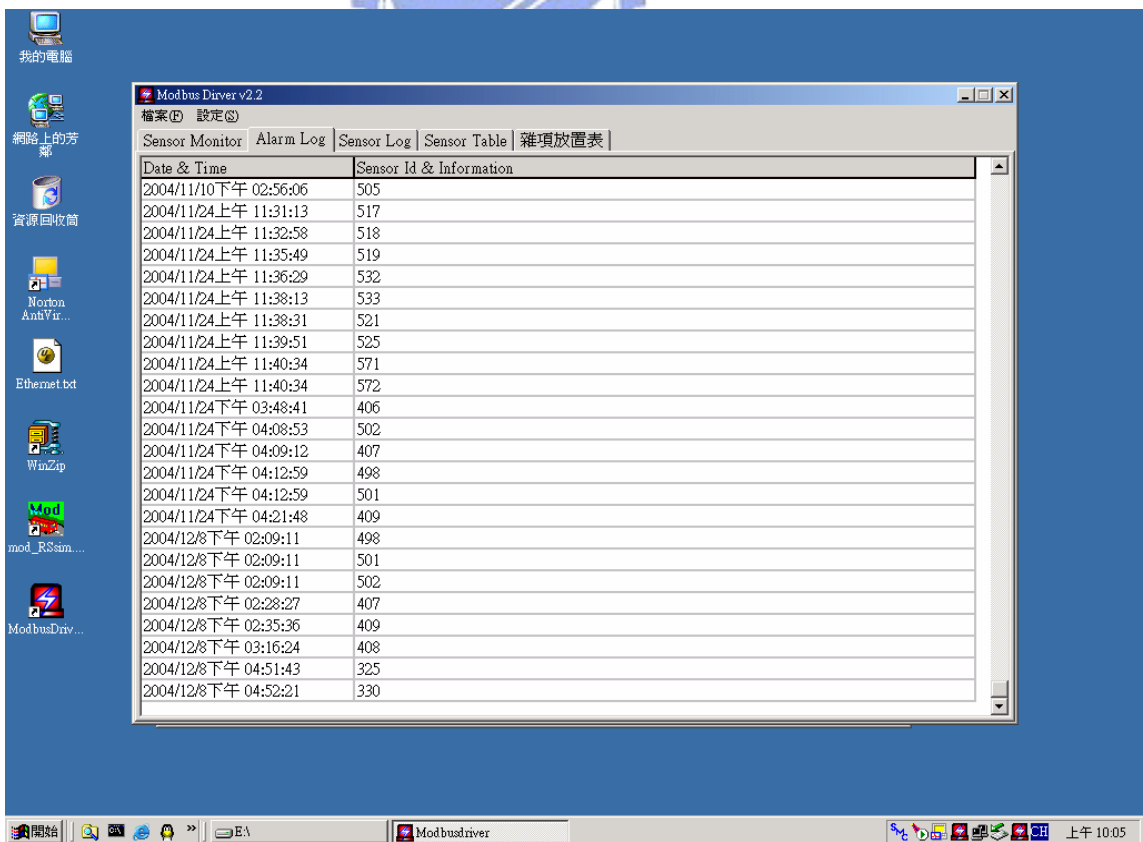 我的電腦
網路上的芳
鄰
資源回收筒
Norton
AntiVir...
Ethernet.txt
WinZip
Mod
mod_RSsim....
ModbusDriv...
Modbus Dirver v2.2
檔案(F) 設定(S)
Sensor Monitor Alarm Log Sensor Log Sensor Table 雜項放置表
Date & Time Sensor Id & Information
2004/11/10下午 02:56:06 505
2004/11/24上午 11:31:13 517
2004/11/24上午 11:32:58 518
2004/11/24上午 11:35:49 519
2004/11/24上午 11:36:29 532
2004/11/24上午 11:38:13 533
2004/11/24上午 11:38:31 521
2004/11/24上午 11:39:51 525
2004/11/24上午 11:40:34 571
2004/11/24上午 11:40:34 572
2004/11/24下午 03:48:41 406
2004/11/24下午 04:08:53 502
2004/11/24下午 04:09:12 407
2004/11/24下午 04:12:59 498
2004/11/24下午 04:12:59 501
2004/11/24下午 04:21:48 409
2004/12/8下午 02:09:11 498
2004/12/8下午 02:09:11 501
2004/12/8下午 02:09:11 502
2004/12/8下午 02:28:27 407
2004/12/8下午 02:35:36 409
2004/12/8下午 03:16:24 408
2004/12/8下午 04:51:43 325
2004/12/8下午 04:52:21 330
開始 » E:\ Modbusdriver CH 上午 10:05